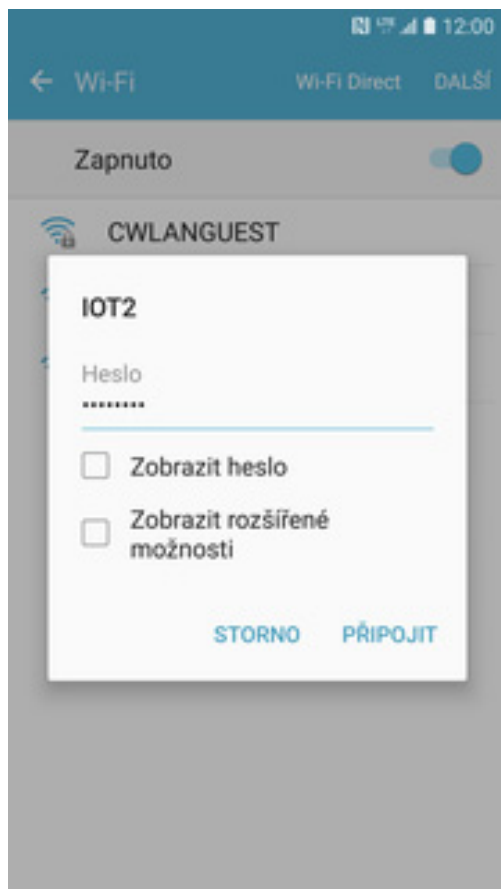 12:00
Wi-Fi Wi-Fi Direct DALŠÍ
Zapnuto
CWLANGUEST
IOT2
Heslo
••••••••
Zobrazit heslo
Zobrazit rozšířené
možnosti
STORNO PŘIPOJIT